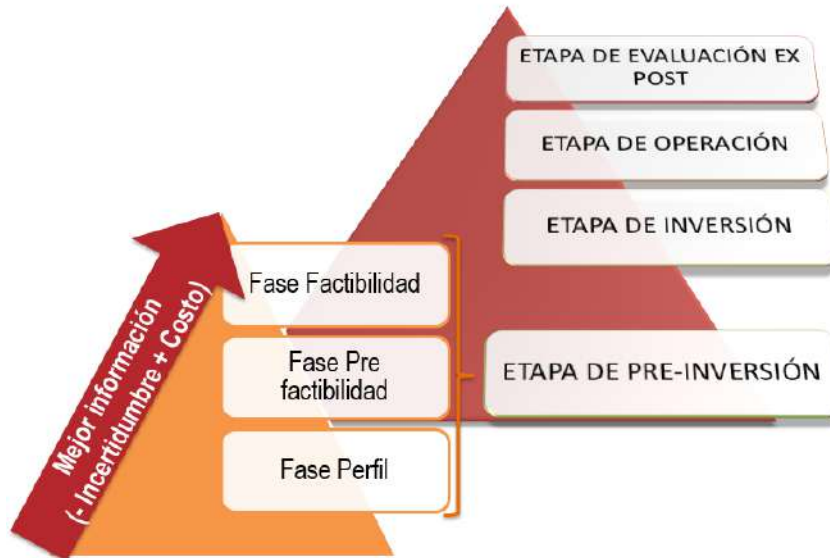 ETAPA DE EVALUACIÓN EX
POST
ETAPA DE OPERACIÓN
ETAPA DE INVERSIÓN
ETAPA DE PRE-INVERSIÓN
Fase Factibilidad
Fase Pre
factibilidad
Fase Perfil
Mejor información
(- Incertidumbre + Costo)